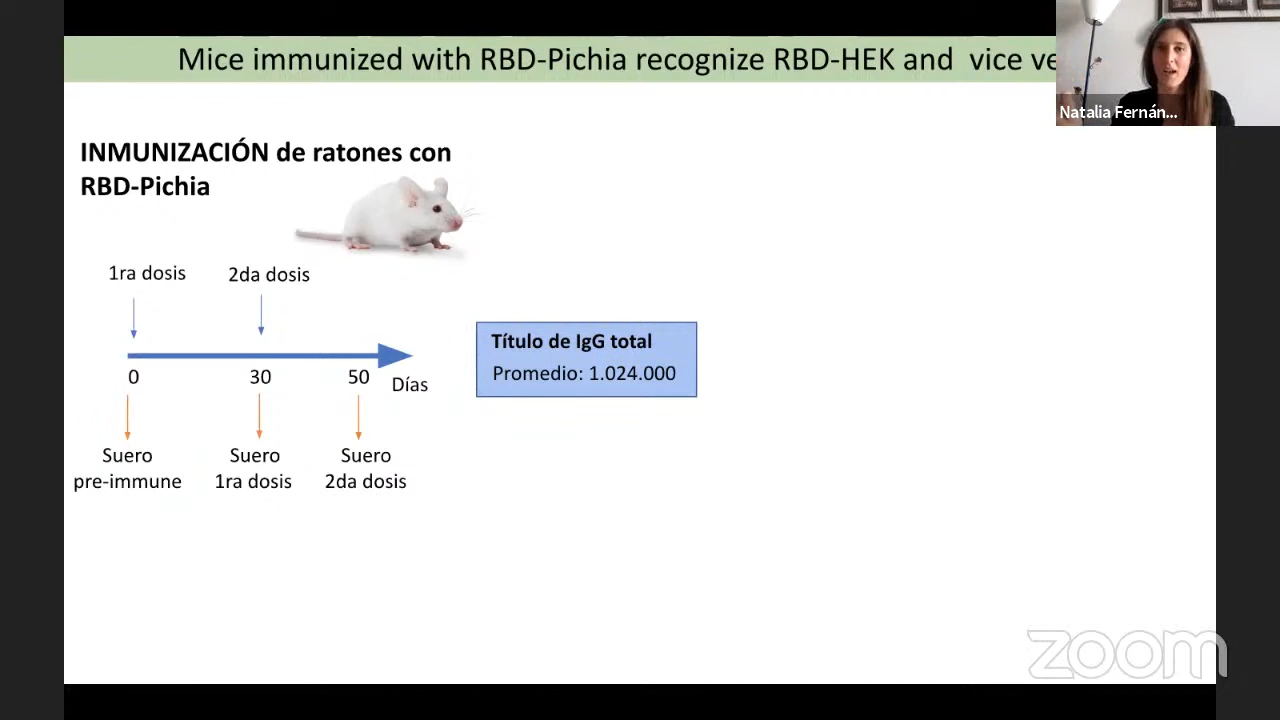 Mice immunized with RBD-Pichia recognize RBD-HEK and vice ve
Natalia Fernán...
INMUNIZACIÓN de ratones con
RBD-Pichia
1ra dosis
2da dosis
0
30
50
Días
Suero
pre-immune
Suero
1ra dosis
Suero
2da dosis
Título de IgG total
Promedio: 1.024.000
zoom